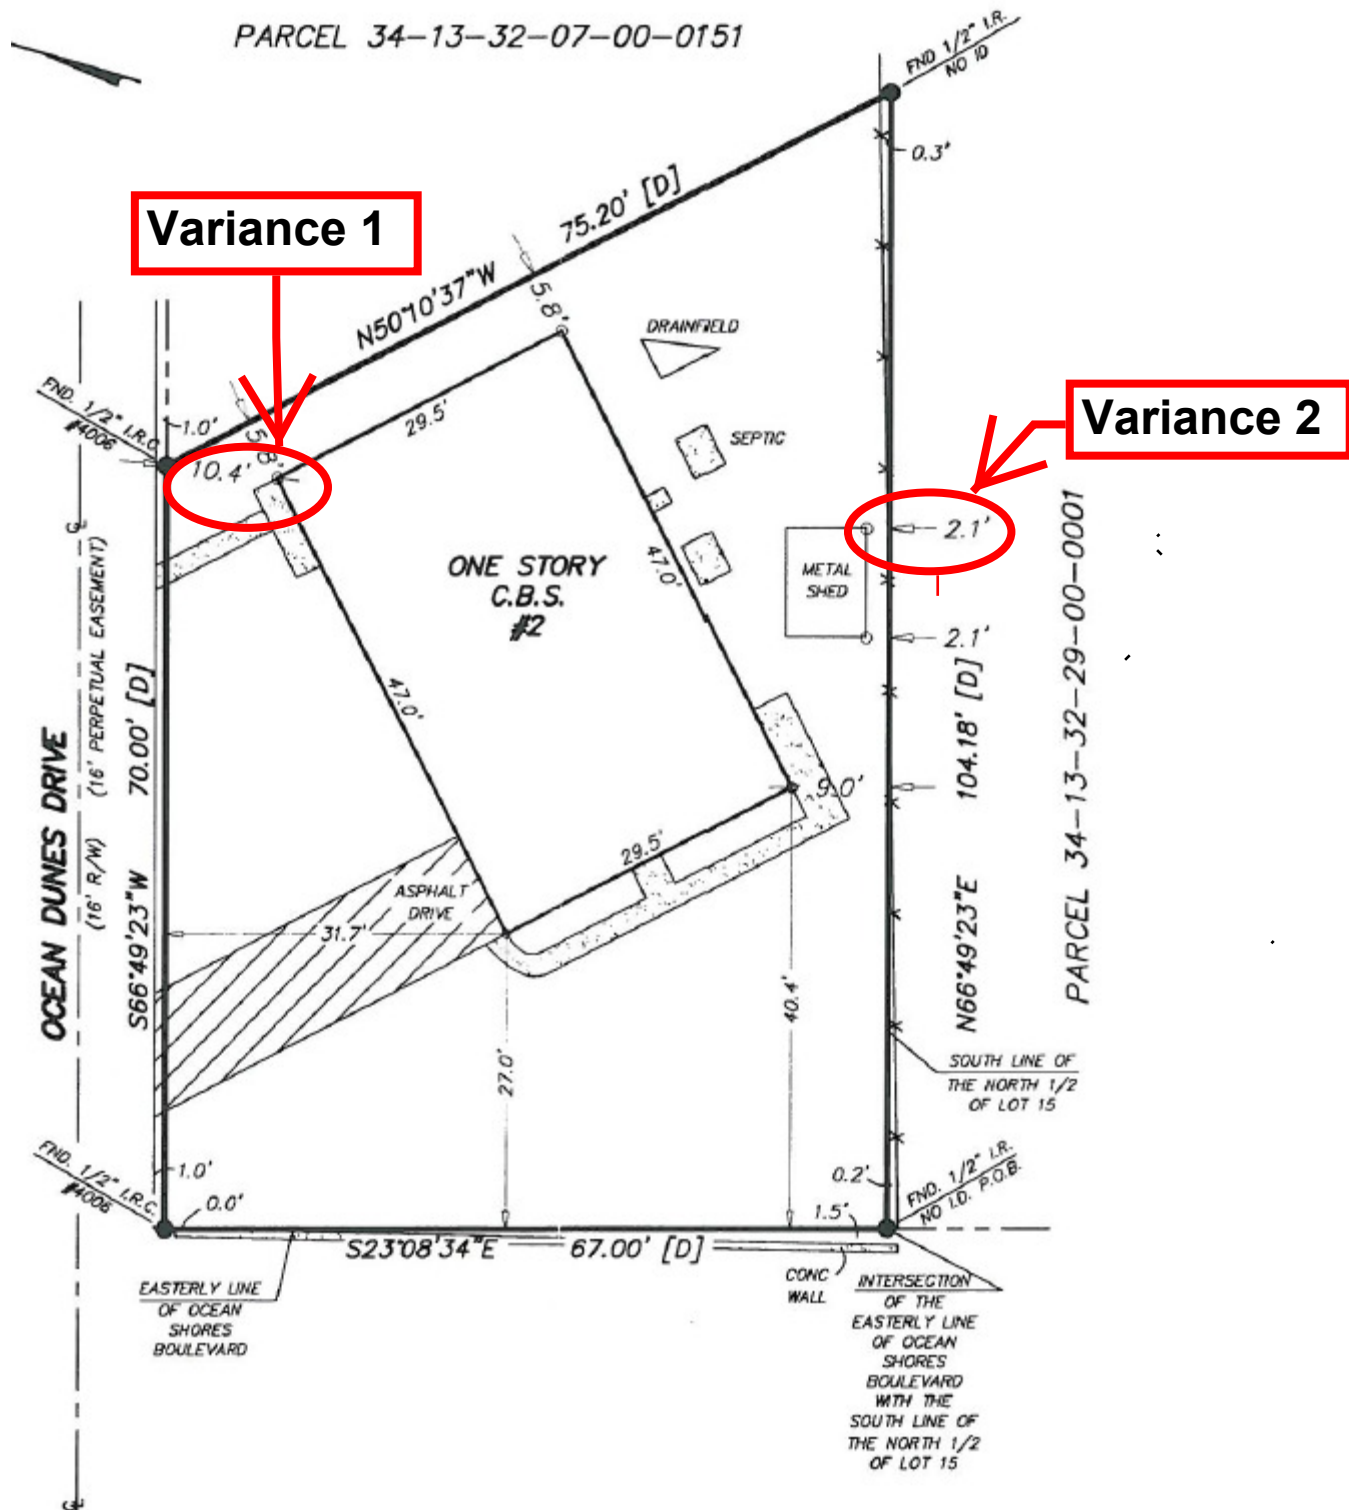 PARCEL 34-13-32-07-00-0151
FND 1/2" I.R.
NO ID
0.3'
Variance 1
75.20' [D]
N50°10'37"W
5.8'
DRAINFIELD
29.5'
FND. 1/2" I.R.C.
#4006
1.0'
5.8'
10.4'
SEPTIC
Variance 2
2.1'
METAL
SHED
2.1'
ONE STORY
C.B.S.
#2
47.0'
47.0'
OCEAN DUNES DRIVE
(16' R/W) (16' PERPETUAL EASEMENT)
S66°49'23"W 70.00' [D]
N66°49'23"E 104.18' [D]
PARCEL 34-13-32-29-00-0001
9.0'
29.5'
ASPHALT
DRIVE
31.7'
27.0'
40.4'
SOUTH LINE OF
THE NORTH 1/2
OF LOT 15
FND. 1/2" I.R.C.
#4006
1.0'
0.0'
0.2'
1.5'
FND. 1/2" I.R.
NO I.D. P.O.B.
S23°08'34"E 67.00' [D]
EASTERLY LINE
OF OCEAN
SHORES
BOULEVARD
CONC
WALL
INTERSECTION
OF THE
EASTERLY LINE
OF OCEAN
SHORES
BOULEVARD
WITH THE
SOUTH LINE OF
THE NORTH 1/2
OF LOT 15